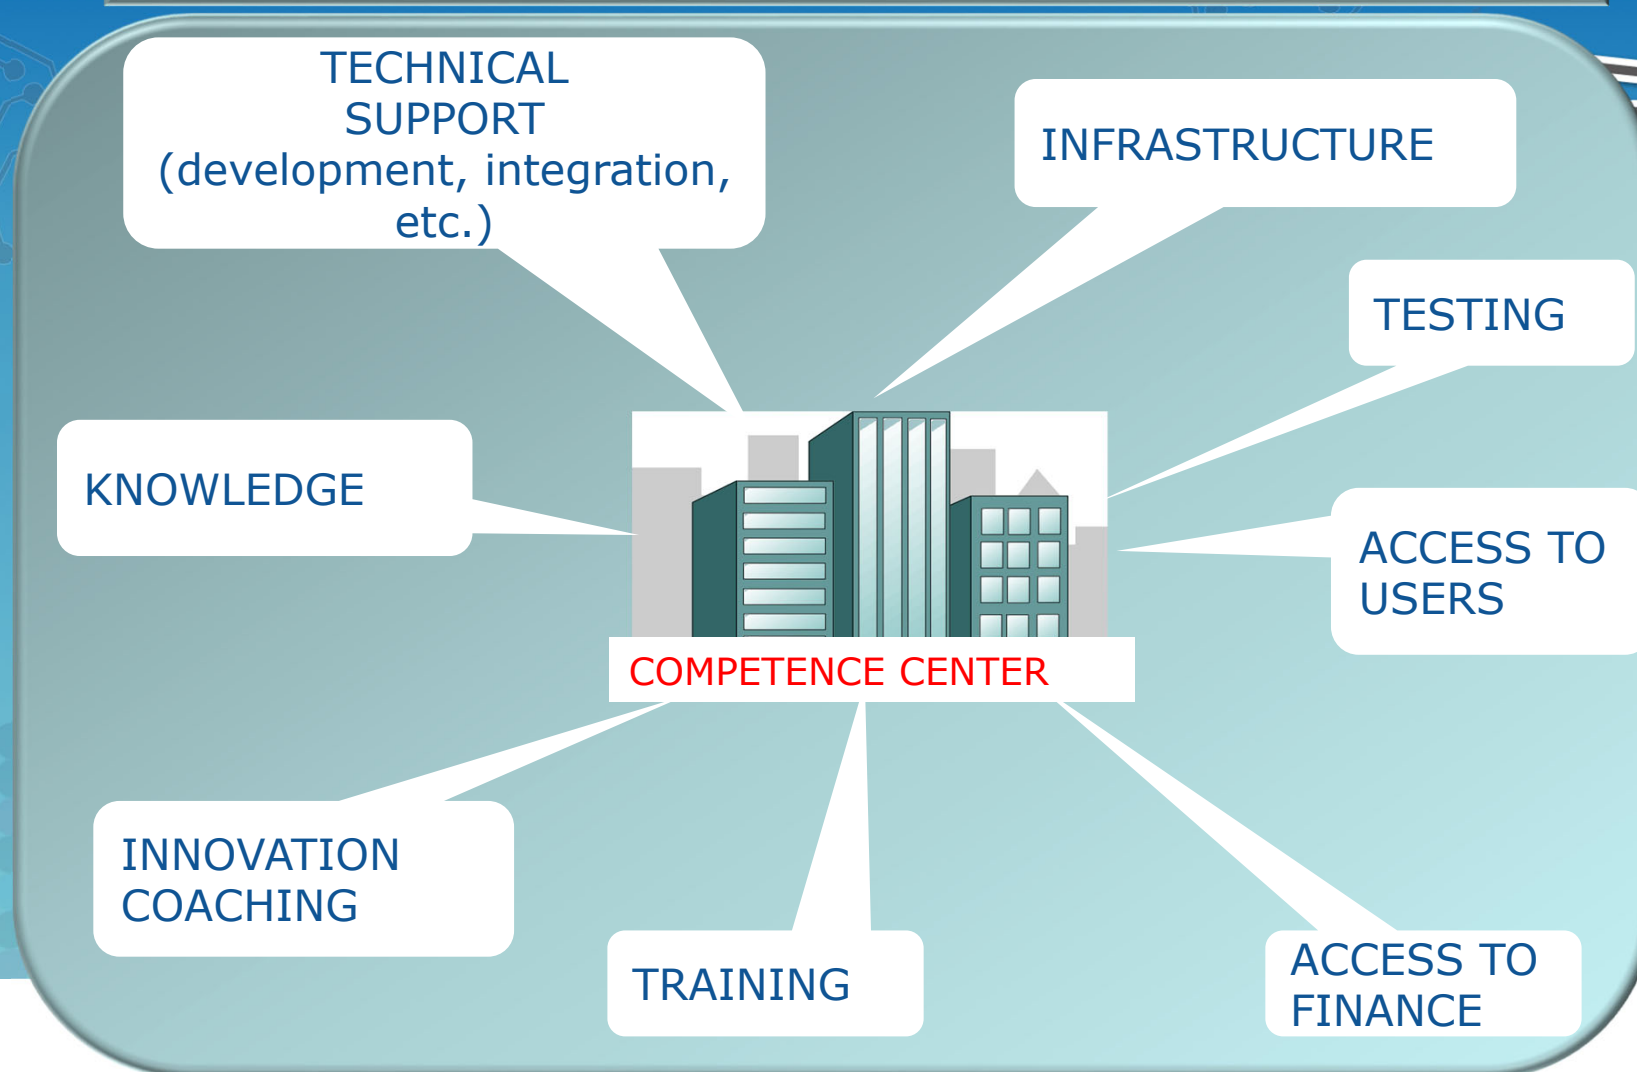 TECHNICAL
SUPPORT
(development, integration,
etc.)
INFRASTRUCTURE
TESTING
KNOWLEDGE
ACCESS TO
USERS
COMPETENCE CENTER
INNOVATION
COACHING
TRAINING
ACCESS TO
FINANCE